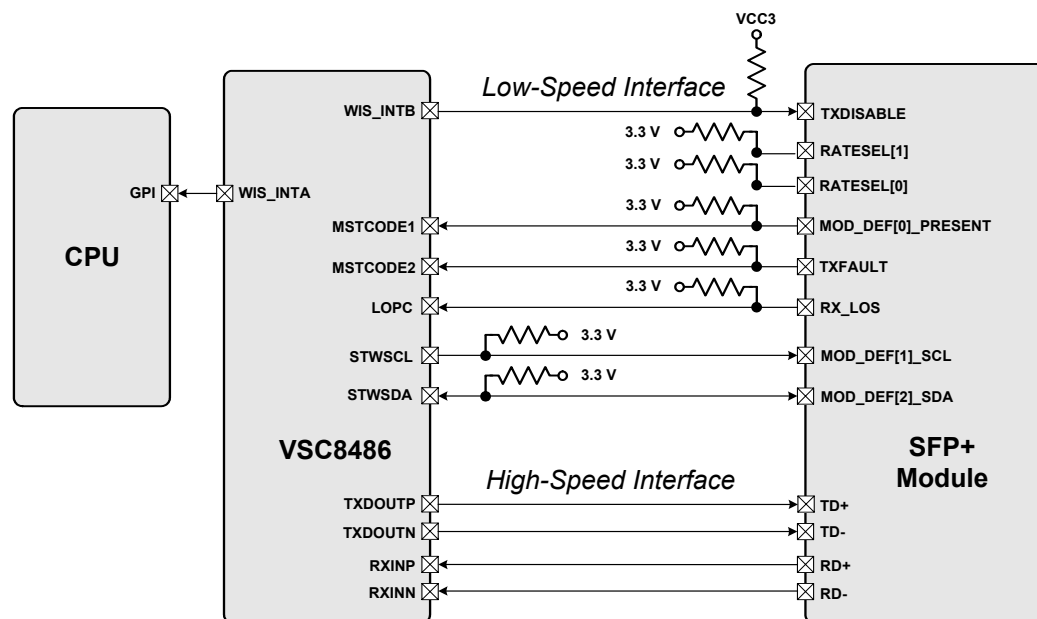 VCC3
Low-Speed Interface
WIS_INTB
TXDISABLE
3.3 V
RATESEL[1]
3.3 V
RATESEL[0]
GPI
WIS_INTA
3.3 V
MSTCODE1
MOD_DEF[0]_PRESENT
CPU
3.3 V
MSTCODE2
TXFAULT
3.3 V
LOPC
RX_LOS
3.3 V
STWSCL
MOD_DEF[1]_SCL
3.3 V
STWSDA
MOD_DEF[2]_SDA
VSC8486
SFP+
Module
High-Speed Interface
TXDOUTP
TD+
TXDOUTN
TD-
RXINP
RD+
RXINN
RD-